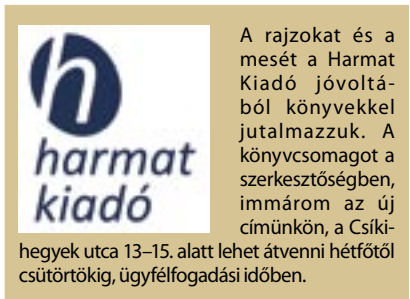 harmat
kiadó
A rajzokat és a
mesét a Harmat
Kiadó jóvoltá-
ból könyvekkel
jutalmazzuk. A
könyvcsomagot a
szerkesztőségben,
immárom az új
címünkön, a Csíki-
hegyek utca 13–15. alatt lehet átvenni hétfőtől
csütörtökig, ügyfélfogadási időben.